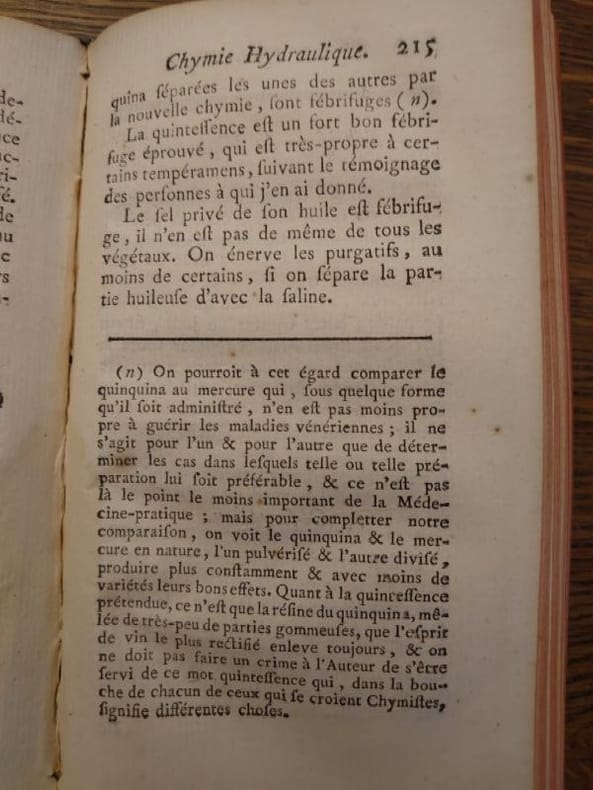 Chymie Hydraulique. 215
quina ſéparées les unes des autres par
la nouvelle chymie, ſont fébrifuges (n).
La quinteſſence eſt un fort bon fébri-
fuge éprouvé, qui eſt très-propre à cer-
tains tempéramens, ſuivant le témoignage
des perſonnes à qui j'en ai donné.
Le ſel privé de ſon huile eſt fébrifu-
ge, il n'en eſt pas de même de tous les
végétaux. On énerve les purgatifs, au
moins de certains, ſi on ſépare la par-
tie huileuſe d'avec la ſaline.
(n) On pourroit à cet égard comparer le
quinquina au mercure qui, ſous quelque forme
qu'il ſoit adminiſtré, n'en eſt pas moins pro-
pre à guérir les maladies vénériennes; il ne
s'agit pour l'un & pour l'autre que de déter-
miner les cas dans leſquels telle ou telle pré-
paration lui ſoit préférable, & ce n'eſt pas
là le point le moins important de la Méde-
cine-pratique; mais pour completter notre
comparaiſon, on voit le quinquina & le mer-
cure en nature, l'un pulvériſé & l'autre diviſé,
produire plus conſtamment & avec moins de
variétés leurs bons effets. Quant à la quinteſſence
prétendue, ce n'eſt que la réſine du quinquina, mê-
lée de très-peu de parties gommeuſes, que l'eſprit
de vin le plus rectifié enleve toujours, & on
ne doit pas faire un crime à l'Auteur de s'être
ſervi de ce mot quinteſſence qui, dans la bou-
che de chacun de ceux qui ſe croient Chymiſtes,
ſignifie différentes choſes.